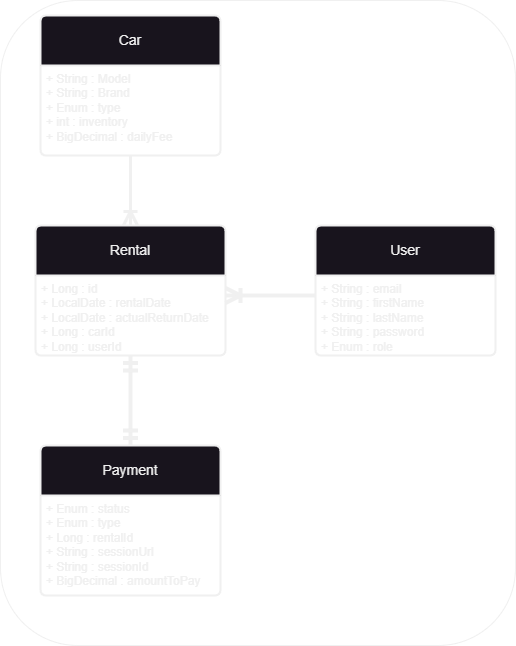 Car
+ String : Model
+ String : Brand
+ Enum : type
+ int : inventory
+ BigDecimal : dailyFee
Rental
+ Long : id
+ LocalDate : rentalDate
+ LocalDate : actualReturnDate
+ Long : carId
+ Long : userId
User
+ String : email
+ String : firstName
+ String : lastName
+ String : password
+ Enum : role
Payment
+ Enum : status
+ Enum : type
+ Long : rentalId
+ String : sessionUrl
+ String : sessionId
+ BigDecimal : amountToPay